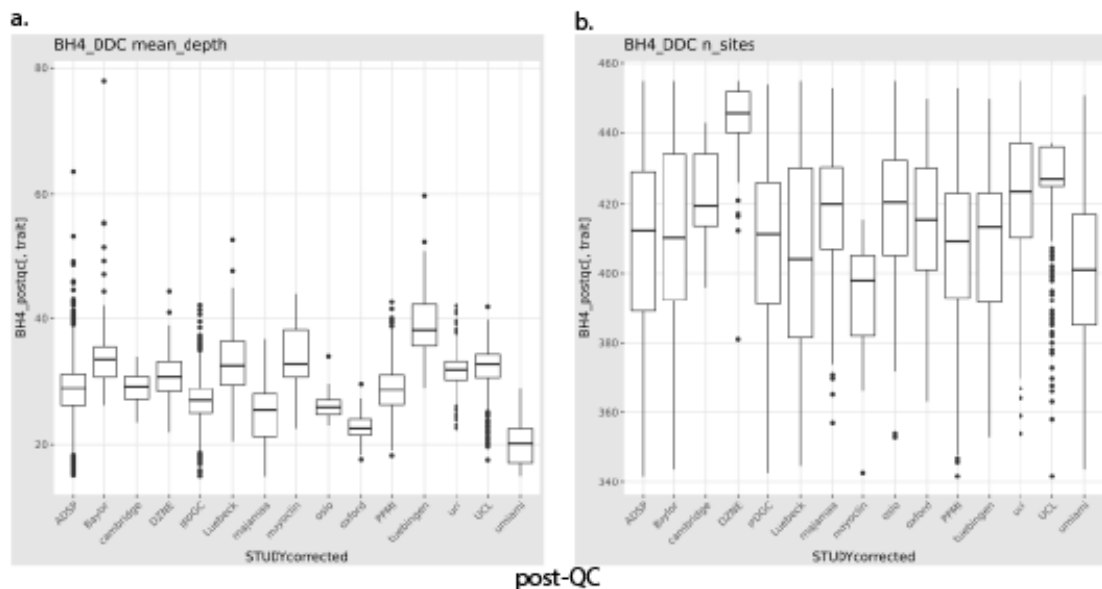 a.
BH4_DDC mean_depth
BH4_postqc[, trait]
80
60
40
20
ADSP
Baylor
cambridge
DZNE
IPDGC
Luebeck
majamaa
mayoclin
oslo
oxford
PPMI
tuebingen
uci
UCL
umiami
STUDYcorrected
b.
BH4_DDC n_sites
BH4_postqc[, trait]
460
440
420
400
380
360
340
ADSP
Baylor
cambridge
DZNE
IPDGC
Luebeck
majamaa
mayoclin
oslo
oxford
PPMI
tuebingen
UCL
umiami
STUDYcorrected
post-QC